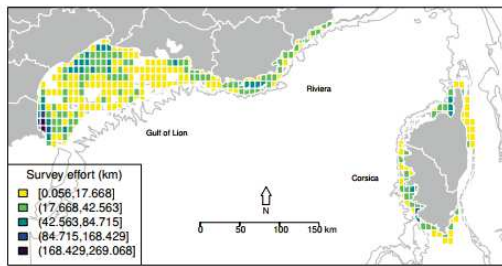 Riviera
Gulf of Lion
Survey effort (km)
[0.056,17.668]
(17.668,42.563]
(42.563,84.715]
(84.715,168.429]
(168.429,269.068]
Corsica
N
0 50 100 150 km